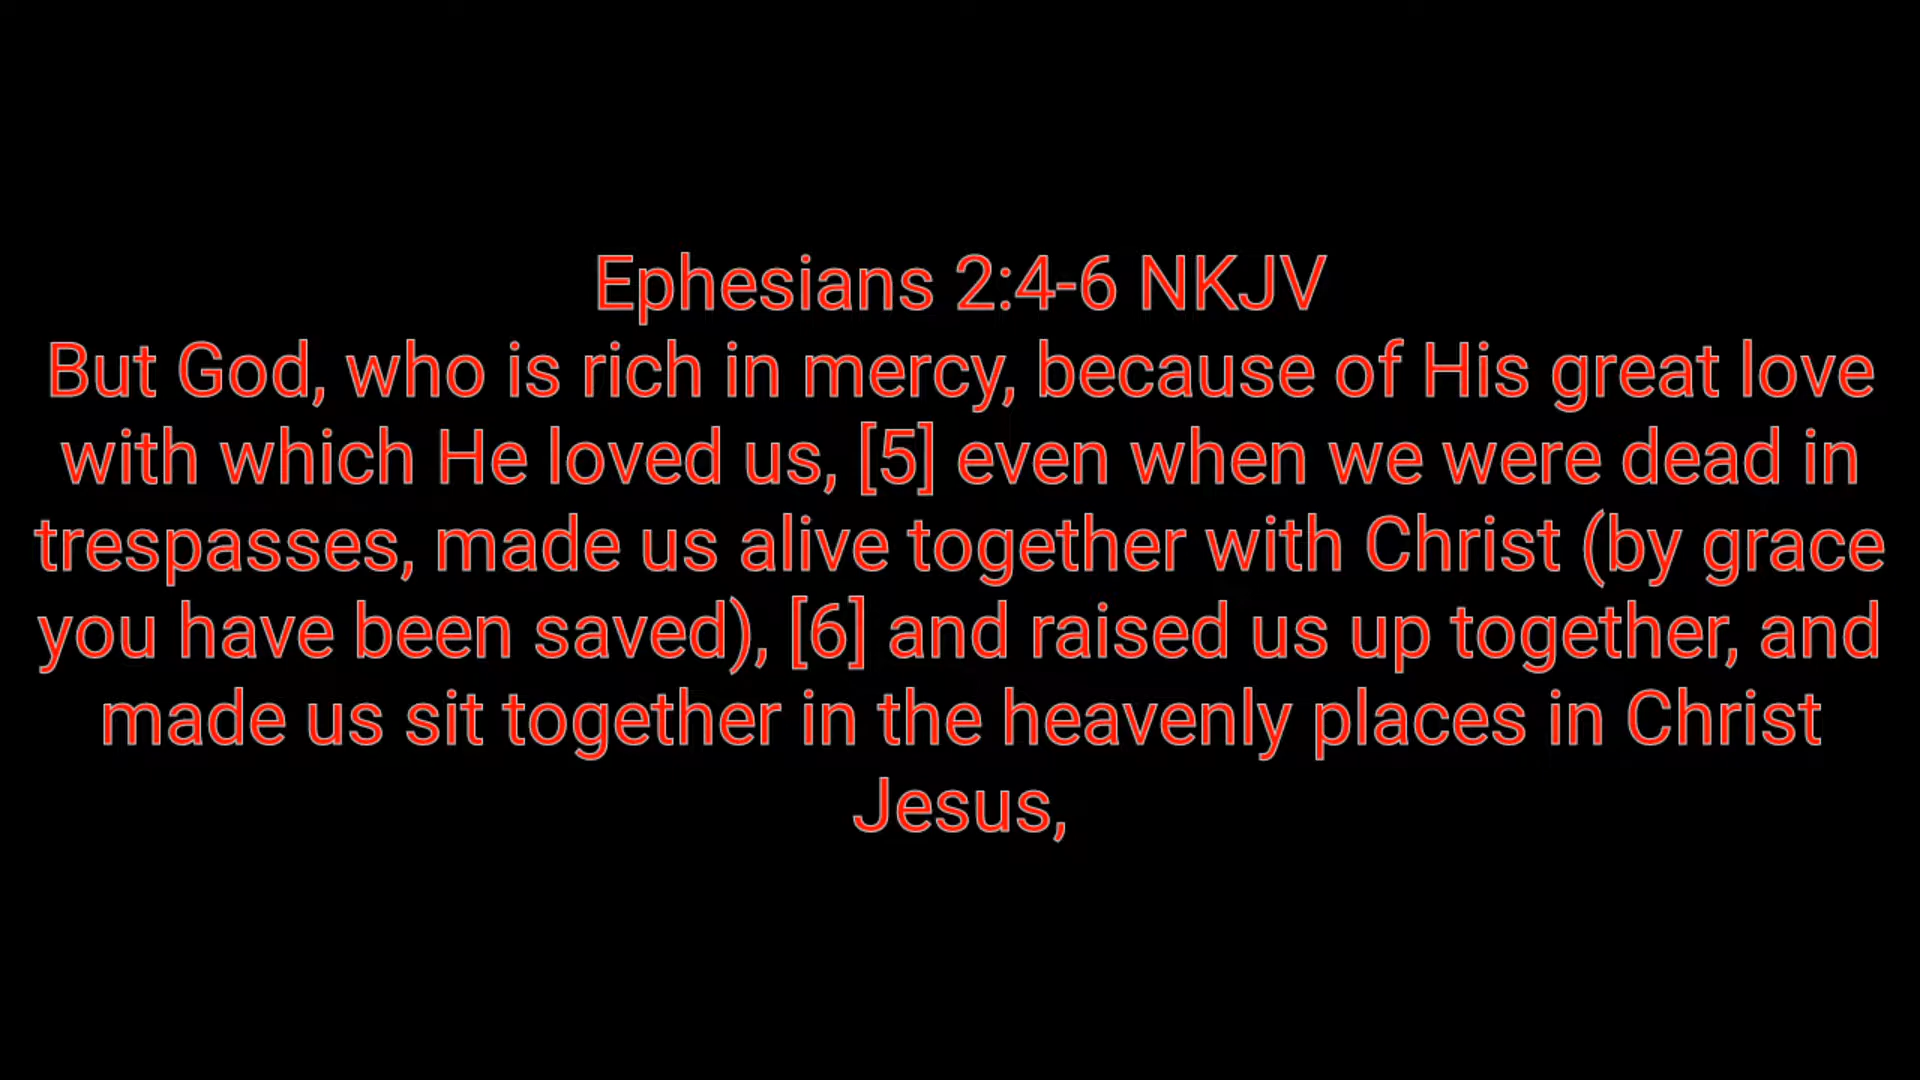 Ephesians 2:4-6 NKJV
But God, who is rich in mercy, because of His great love
with which He loved us, [5] even when we were dead in
trespasses, made us alive together with Christ (by grace
you have been saved), [6] and raised us up together, and
made us sit together in the heavenly places in Christ
Jesus,